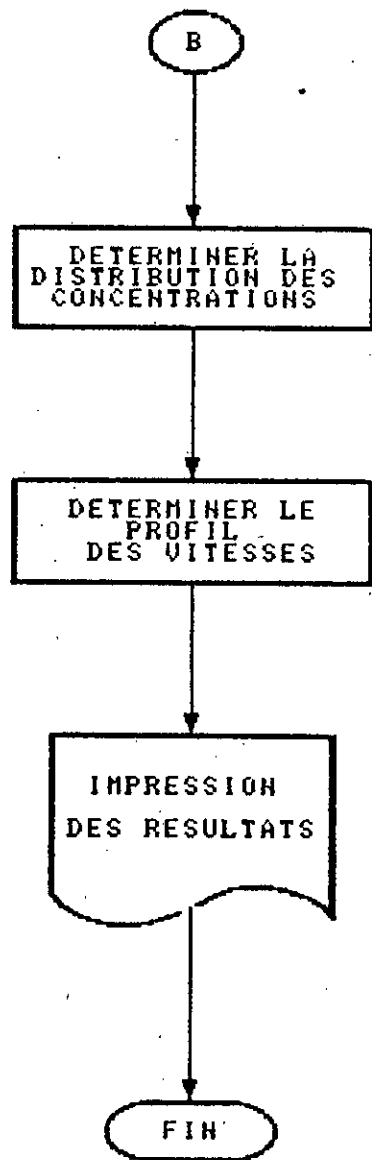 B
DETERMINER LA
DISTRIBUTION DES
CONCENTRATIONS
DETERMINER LE
PROFIL
DES VITESSES
IMPRESSION
DES RESULTATS
FIN